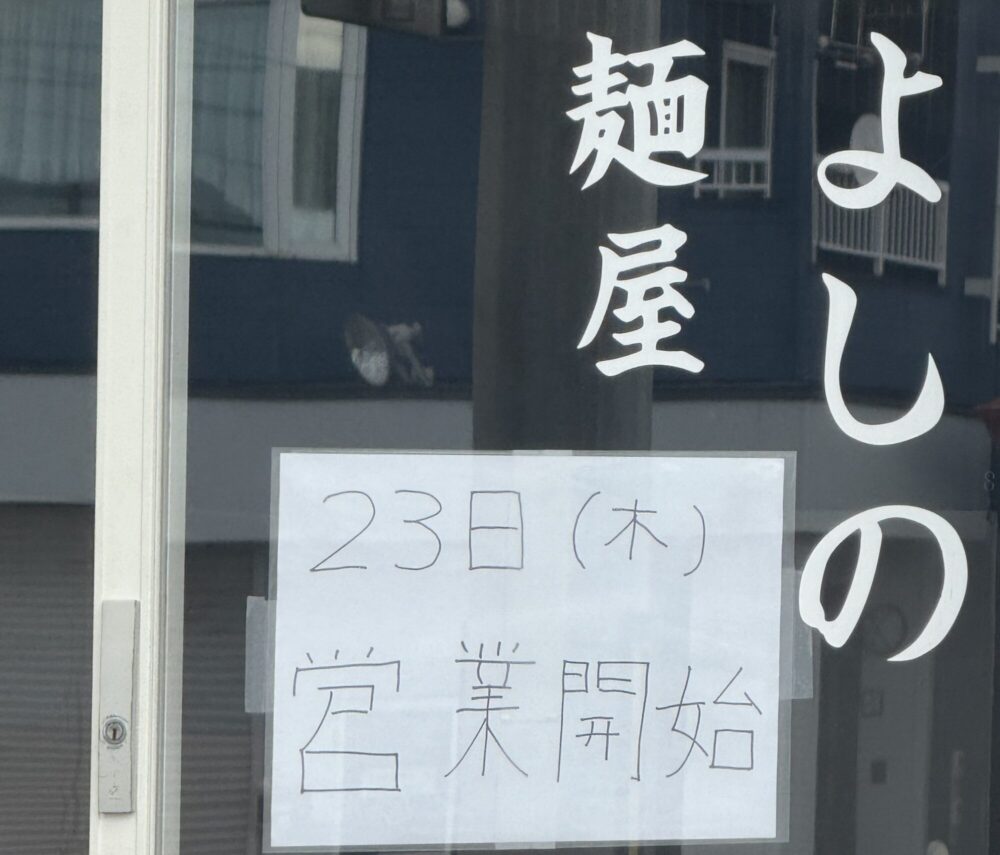 麺屋
よしの
23日（木）
営業開始